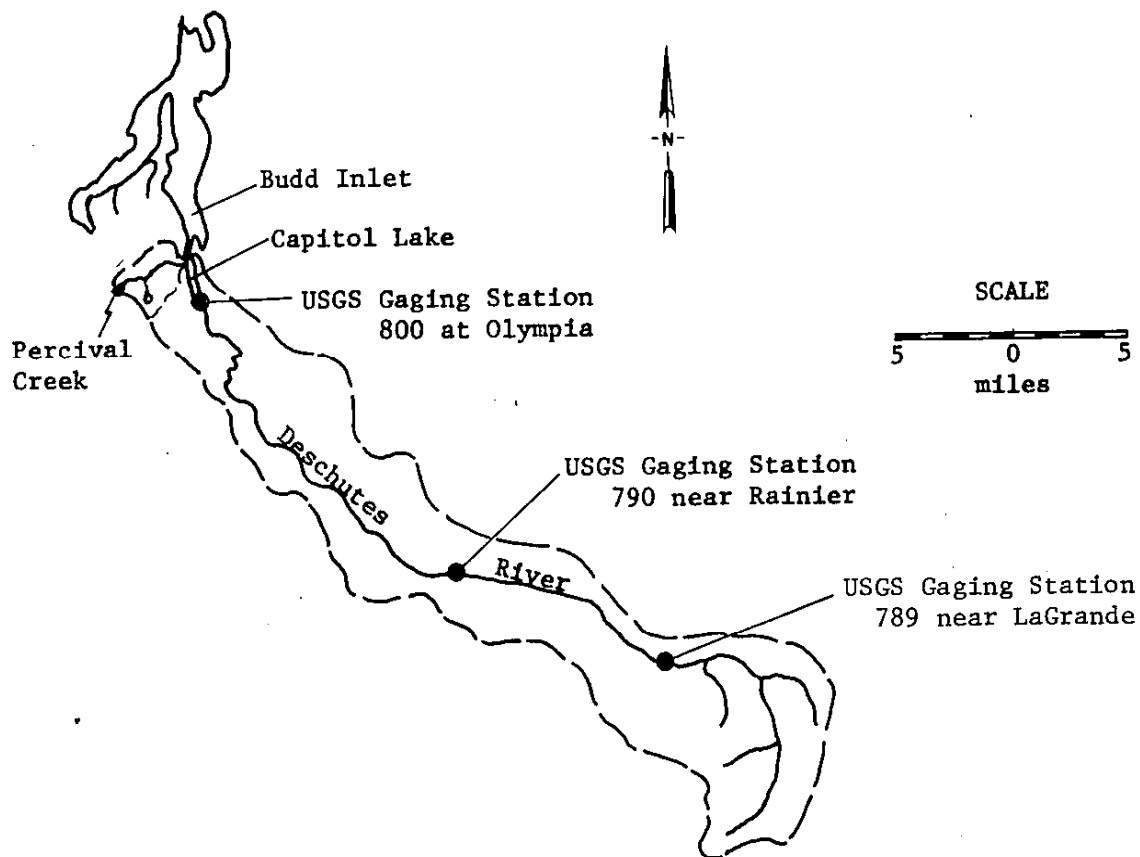 -N-
Budd Inlet
Capitol Lake
USGS Gaging Station
800 at Olympia
SCALE
5 0 5
miles
Percival
Creek
Deschutes
River
USGS Gaging Station
790 near Rainier
USGS Gaging Station
789 near LaGrande